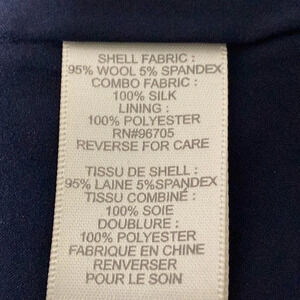 SHELL FABRIC :
95% WOOL 5% SPANDEX
COMBO FABRIC :
100% SILK
LINING :
100% POLYESTER
RN#96705
REVERSE FOR CARE
TISSU DE SHELL :
95% LAINE 5%SPANDEX
TISSU COMBINÉ :
100% SOIE
DOUBLURE :
100% POLYESTER
FABRIQUE EN CHINE
RENVERSER
POUR LE SOIN